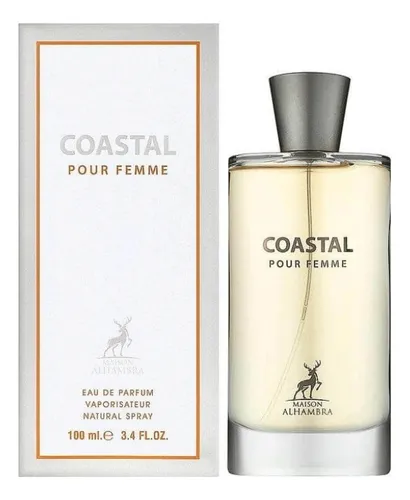 COASTAL
POUR FEMME
MAISON
ALHAMBRA
EAU DE PARFUM
VAPORISATEUR
NATURAL SPRAY
100 ml.e 3.4 FL.OZ.
COASTAL
POUR FEMME
MAISON
ALHAMBRA